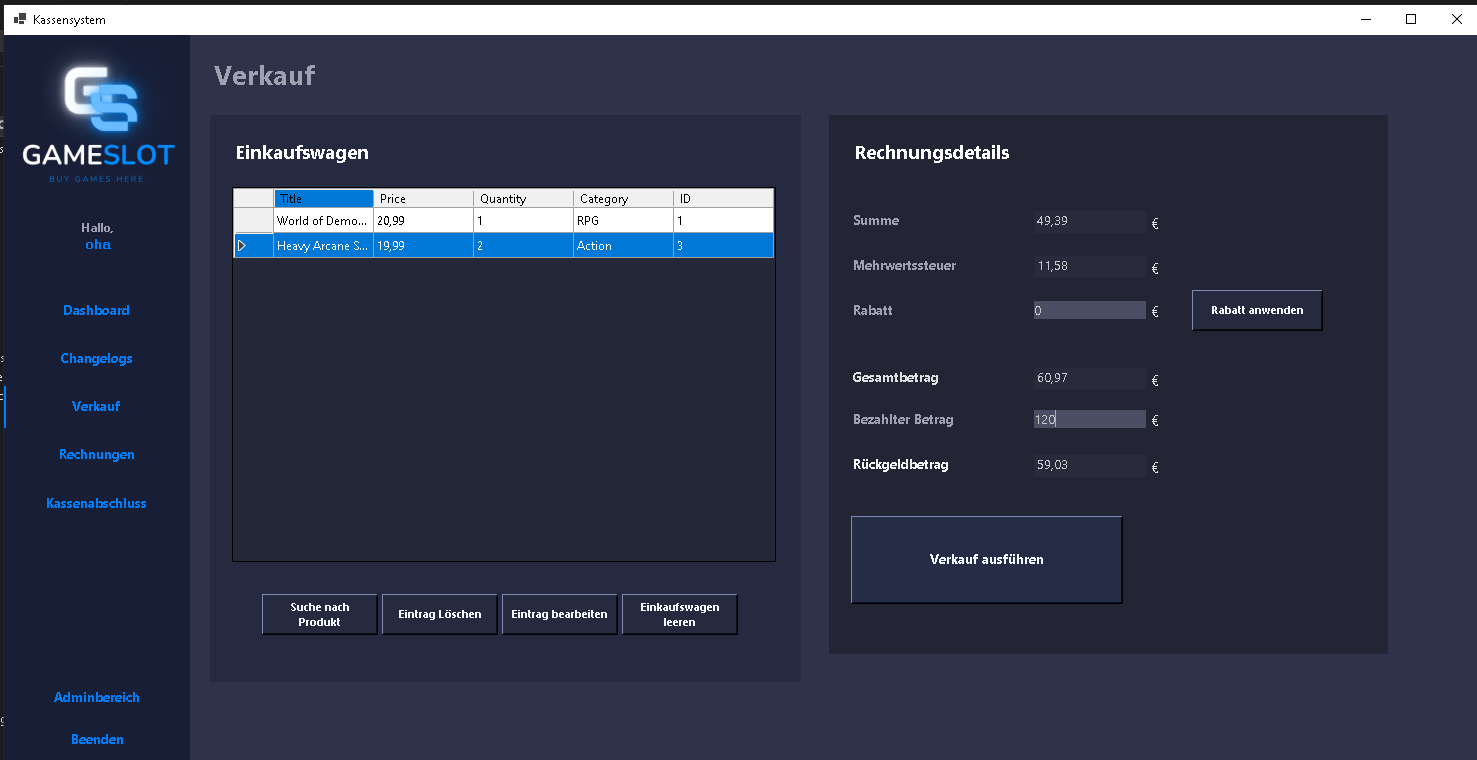 Kassensystem
GS
GAMESLOT
BUY GAMES HERE.
Hallo,
oha
Dashboard
Changelogs
Verkauf
Rechnungen
Kassenabschluss
Adminbereich
Beenden
Verkauf
Einkaufswagen
Title Price Quantity Category ID
World of Demo... 20,99 1 RPG 1
Heavy Arcane S... 19,99 2 Action 3
Suche nach
Produkt
Eintrag Löschen
Eintrag bearbeiten
Einkaufswagen
leeren
Rechnungsdetails
Summe 49,39 €
Mehrwertssteuer 11,58 €
Rabatt 0 € Rabatt anwenden
Gesamtbetrag 60,97 €
Bezahlter Betrag 120 €
Rückgeldbetrag 59,03 €
Verkauf ausführen